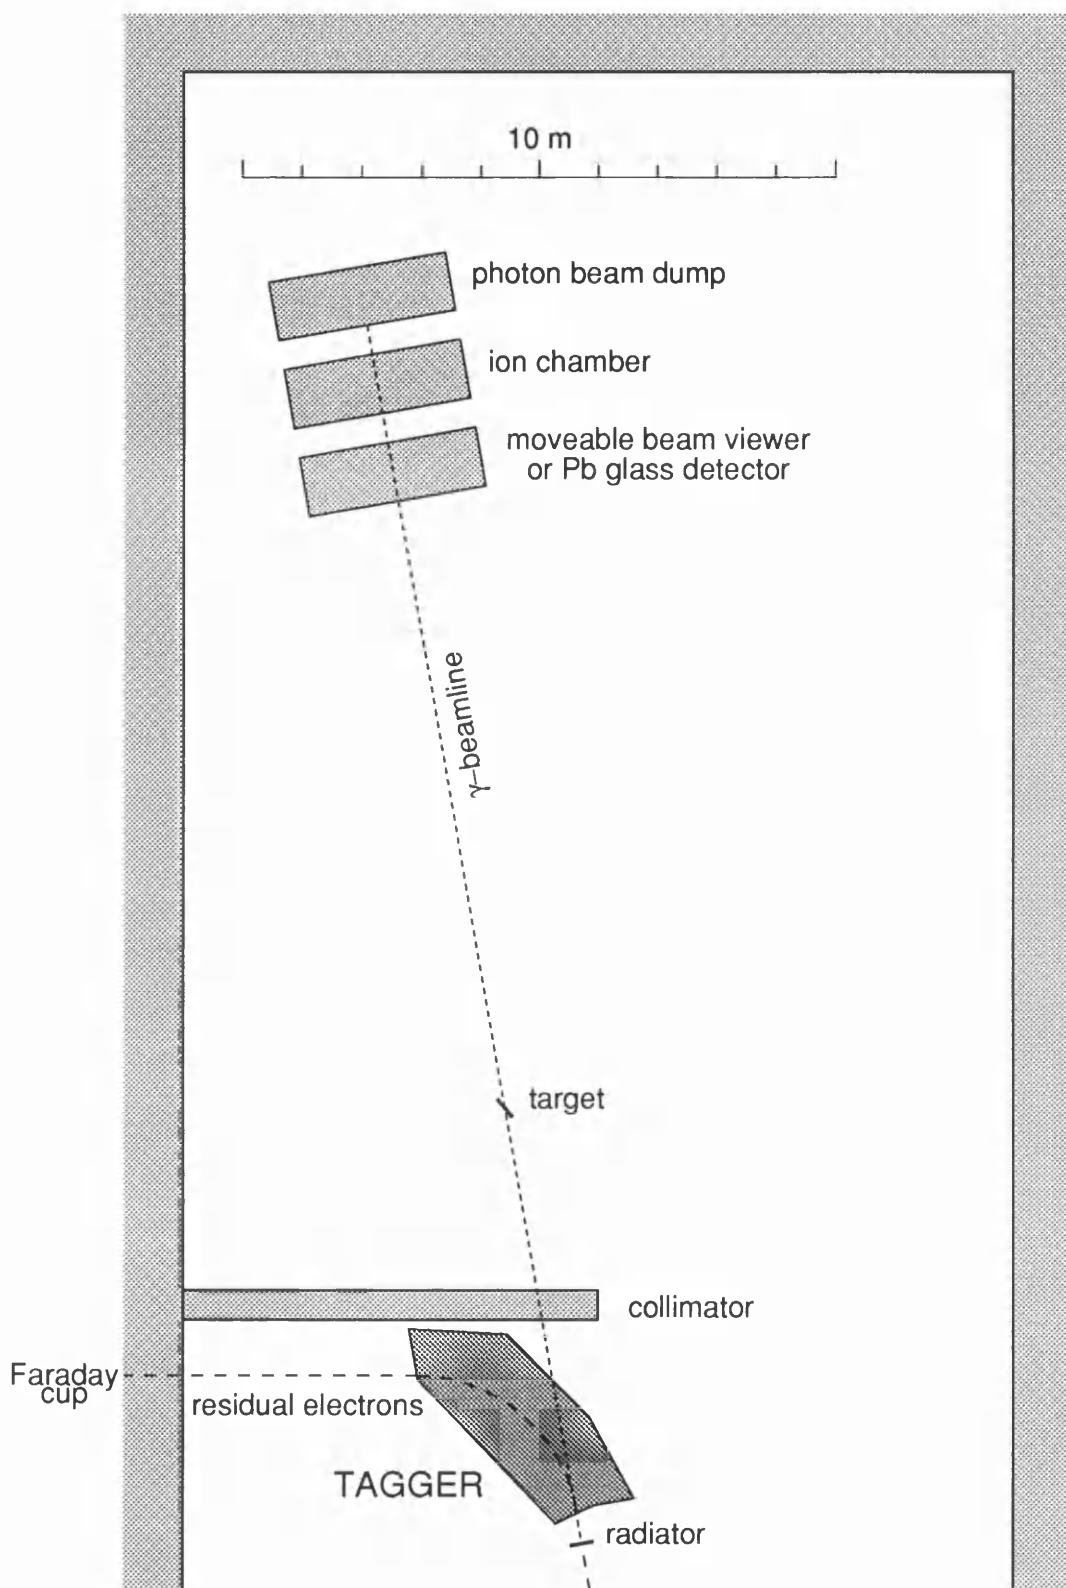 10 m
photon beam dump
ion chamber
moveable beam viewer
or Pb glass detector
γ–beamline
target
collimator
Faraday
cup
residual electrons
TAGGER
radiator